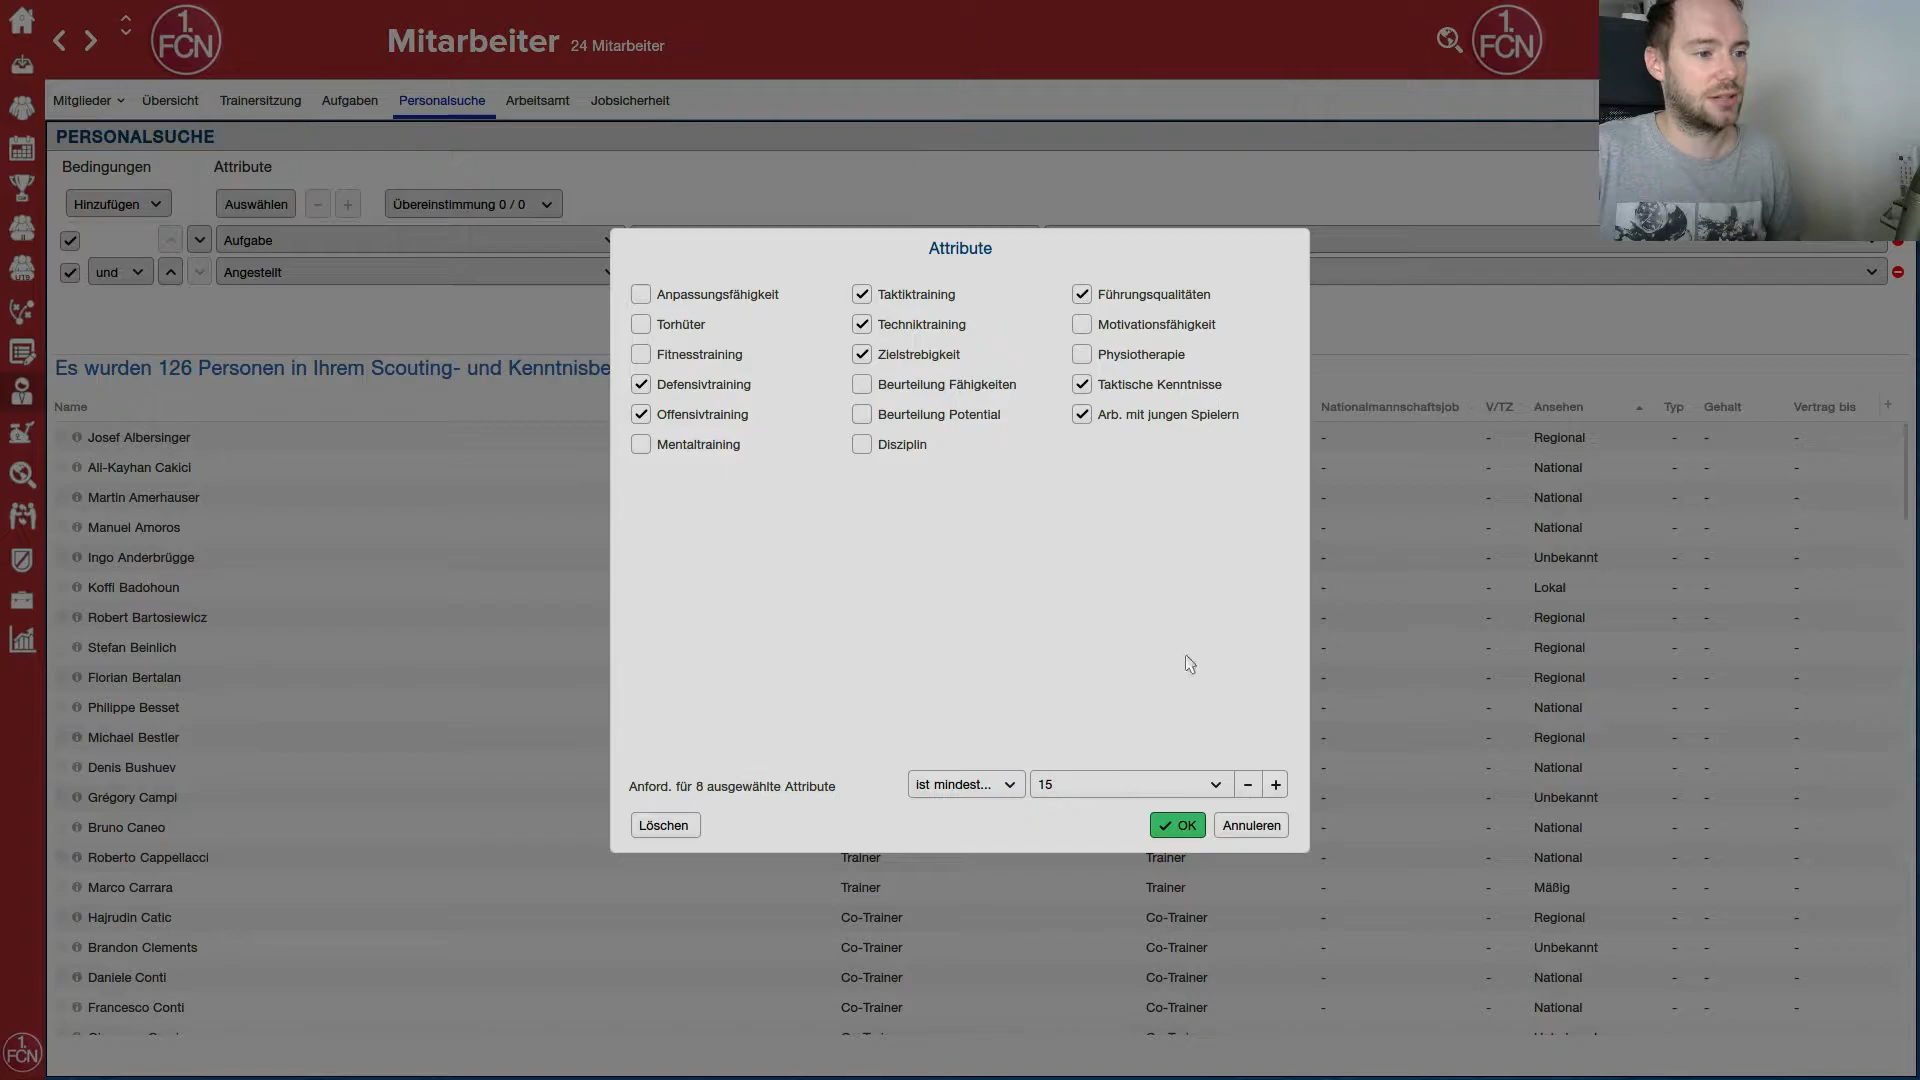 1. FCN
Mitarbeiter 24 Mitarbeiter
1. FCN
Mitglieder Übersicht Trainersitzung Aufgaben Personalsuche Arbeitsamt Jobsicherheit
PERSONALSUCHE
Bedingungen Attribute
Hinzufügen Auswählen - + Übereinstimmung 0 / 0
Aufgabe
und Angestellt
Es wurden 126 Personen in Ihrem Scouting- und Kenntnisbe
Name Nationalmannschaftsjob V/TZ Ansehen Typ Gehalt Vertrag bis +
Josef Albersinger - - Regional - - -
Ali-Kayhan Cakici - - National - - -
Martin Amerhauser - - National - - -
Manuel Amoros - - National - - -
Ingo Anderbrügge - - Unbekannt - - -
Koffi Badohoun - - Lokal - - -
Robert Bartosiewicz - - Regional - - -
Stefan Beinlich - - Regional - - -
Florian Bertalan - - Regional - - -
Philippe Besset - - National - - -
Michael Bestler - - Regional - - -
Denis Bushuev - - National - - -
Grégory Campi - - Unbekannt - - -
Bruno Caneo - - National - - -
Roberto Cappellacci Trainer Trainer - - National - - -
Marco Carrara Trainer Trainer - - Mäßig - - -
Hajrudin Catic Co-Trainer Co-Trainer - - Regional - - -
Brandon Clements Co-Trainer Co-Trainer - - Unbekannt - - -
Daniele Conti Co-Trainer Co-Trainer - - National - - -
Francesco Conti Co-Trainer Co-Trainer - - National - - -
Attribute
Anpassungsfähigkeit Taktiktraining Führungsqualitäten
Torhüter Techniktraining Motivationsfähigkeit
Fitnesstraining Zielstrebigkeit Physiotherapie
Defensivtraining Beurteilung Fähigkeiten Taktische Kenntnisse
Offensivtraining Beurteilung Potential Arb. mit jungen Spielern
Mentaltraining Disziplin
Anford. für 8 ausgewählte Attribute ist mindest... 15 - +
Löschen OK Annuleren
II
U19
1. FCN